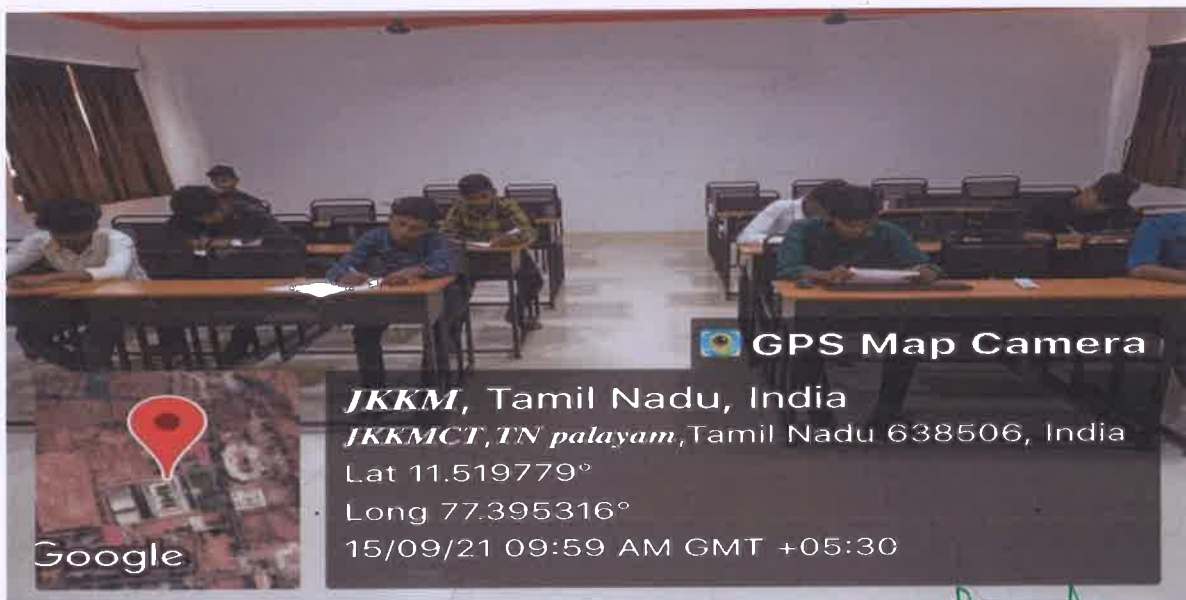 GPS Map Camera
JKKM, Tamil Nadu, India
JKKMCT,TN palayam,Tamil Nadu 638506, India
Lat 11.519779°
Long 77.395316°
15/09/21 09:59 AM GMT +05:30
Google